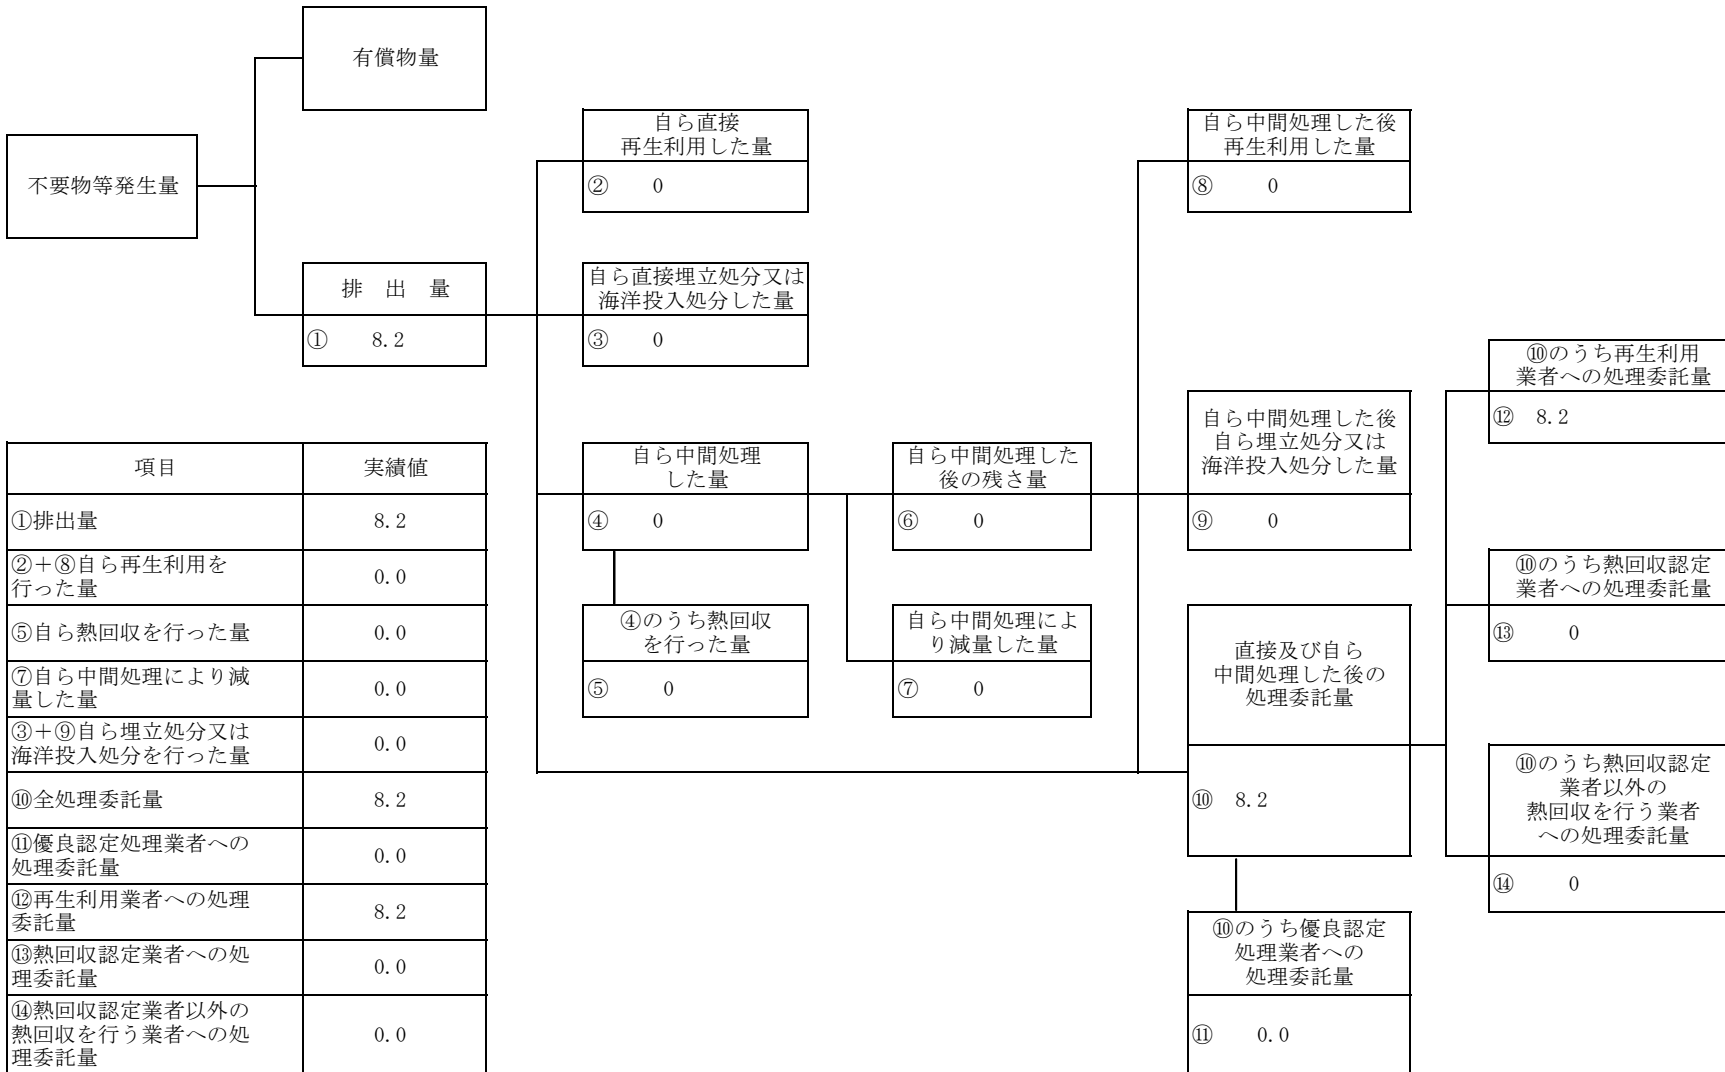 有償物量
不要物等発生量
排 出 量
① 8.2
自ら直接
再生利用した量
② 0
自ら直接埋立処分又は
海洋投入処分した量
③ 0
自ら中間処理
した量
④ 0
④のうち熱回収
を行った量
⑤ 0
自ら中間処理した
後の残さ量
⑥ 0
自ら中間処理によ
り減量した量
⑦ 0
自ら中間処理した後
再生利用した量
⑧ 0
自ら中間処理した後
自ら埋立処分又は
海洋投入処分した量
⑨ 0
直接及び自ら
中間処理した後の
処理委託量
⑩ 8.2
⑩のうち優良認定
処理業者への
処理委託量
⑪ 0.0
⑩のうち再生利用
業者への処理委託量
⑫ 8.2
⑩のうち熱回収認定
業者への処理委託量
⑬ 0
⑩のうち熱回収認定
業者以外の
熱回収を行う業者
への処理委託量
⑭ 0
項目 実績値
①排出量 8.2
②+⑧自ら再生利用を
行った量 0.0
⑤自ら熱回収を行った量 0.0
⑦自ら中間処理により減
量した量 0.0
③+⑨自ら埋立処分又は
海洋投入処分を行った量 0.0
⑩全処理委託量 8.2
⑪優良認定処理業者への
処理委託量 0.0
⑫再生利用業者への処理
委託量 8.2
⑬熱回収認定業者への処
理委託量 0.0
⑭熱回収認定業者以外の
熱回収を行う業者への処
理委託量 0.0